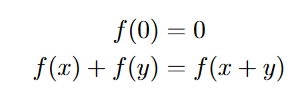 f(0) = 0
f(x) + f(y) = f(x + y)